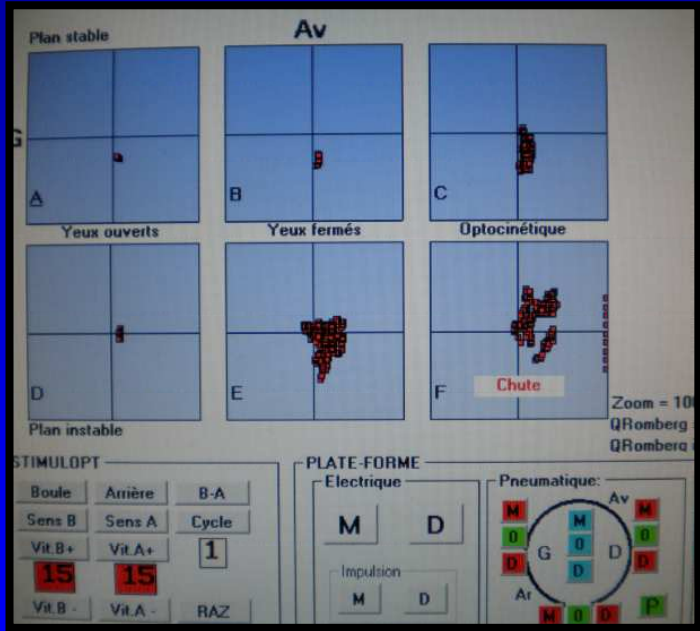 Plan stable
Av
G
A
B
C
Yeux ouverts
Yeux fermés
Optocinétique
D
E
F
Chute
Plan instable
Zoom = 10
QRomberg
QRomberg
STIMULOPT
Boule Arrière B-A
Sens B Sens A Cycle
Vit.B+ Vit.A+ 1
15 15
Vit.B - Vit.A - RAZ
PLATE-FORME
Electrique
M D
Impulsion
M D
Pneumatique:
Av
M M M
0 0 0
D D D
G D
Ar
M 0 D
P